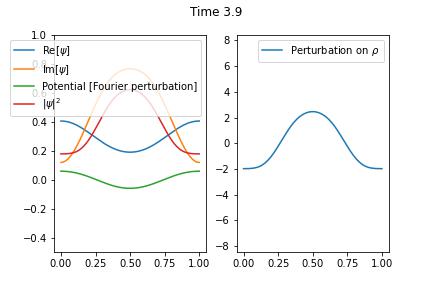 Time 3.9
Re[ψ]
Im[ψ]
Potential [Fourier perturbation]
|ψ|²
1.0
0.8
0.6
0.4
0.2
0.0
−0.2
−0.4
0.00 0.25 0.50 0.75 1.00
Perturbation on ρ
8
6
4
2
0
−2
−4
−6
−8
0.00 0.25 0.50 0.75 1.00